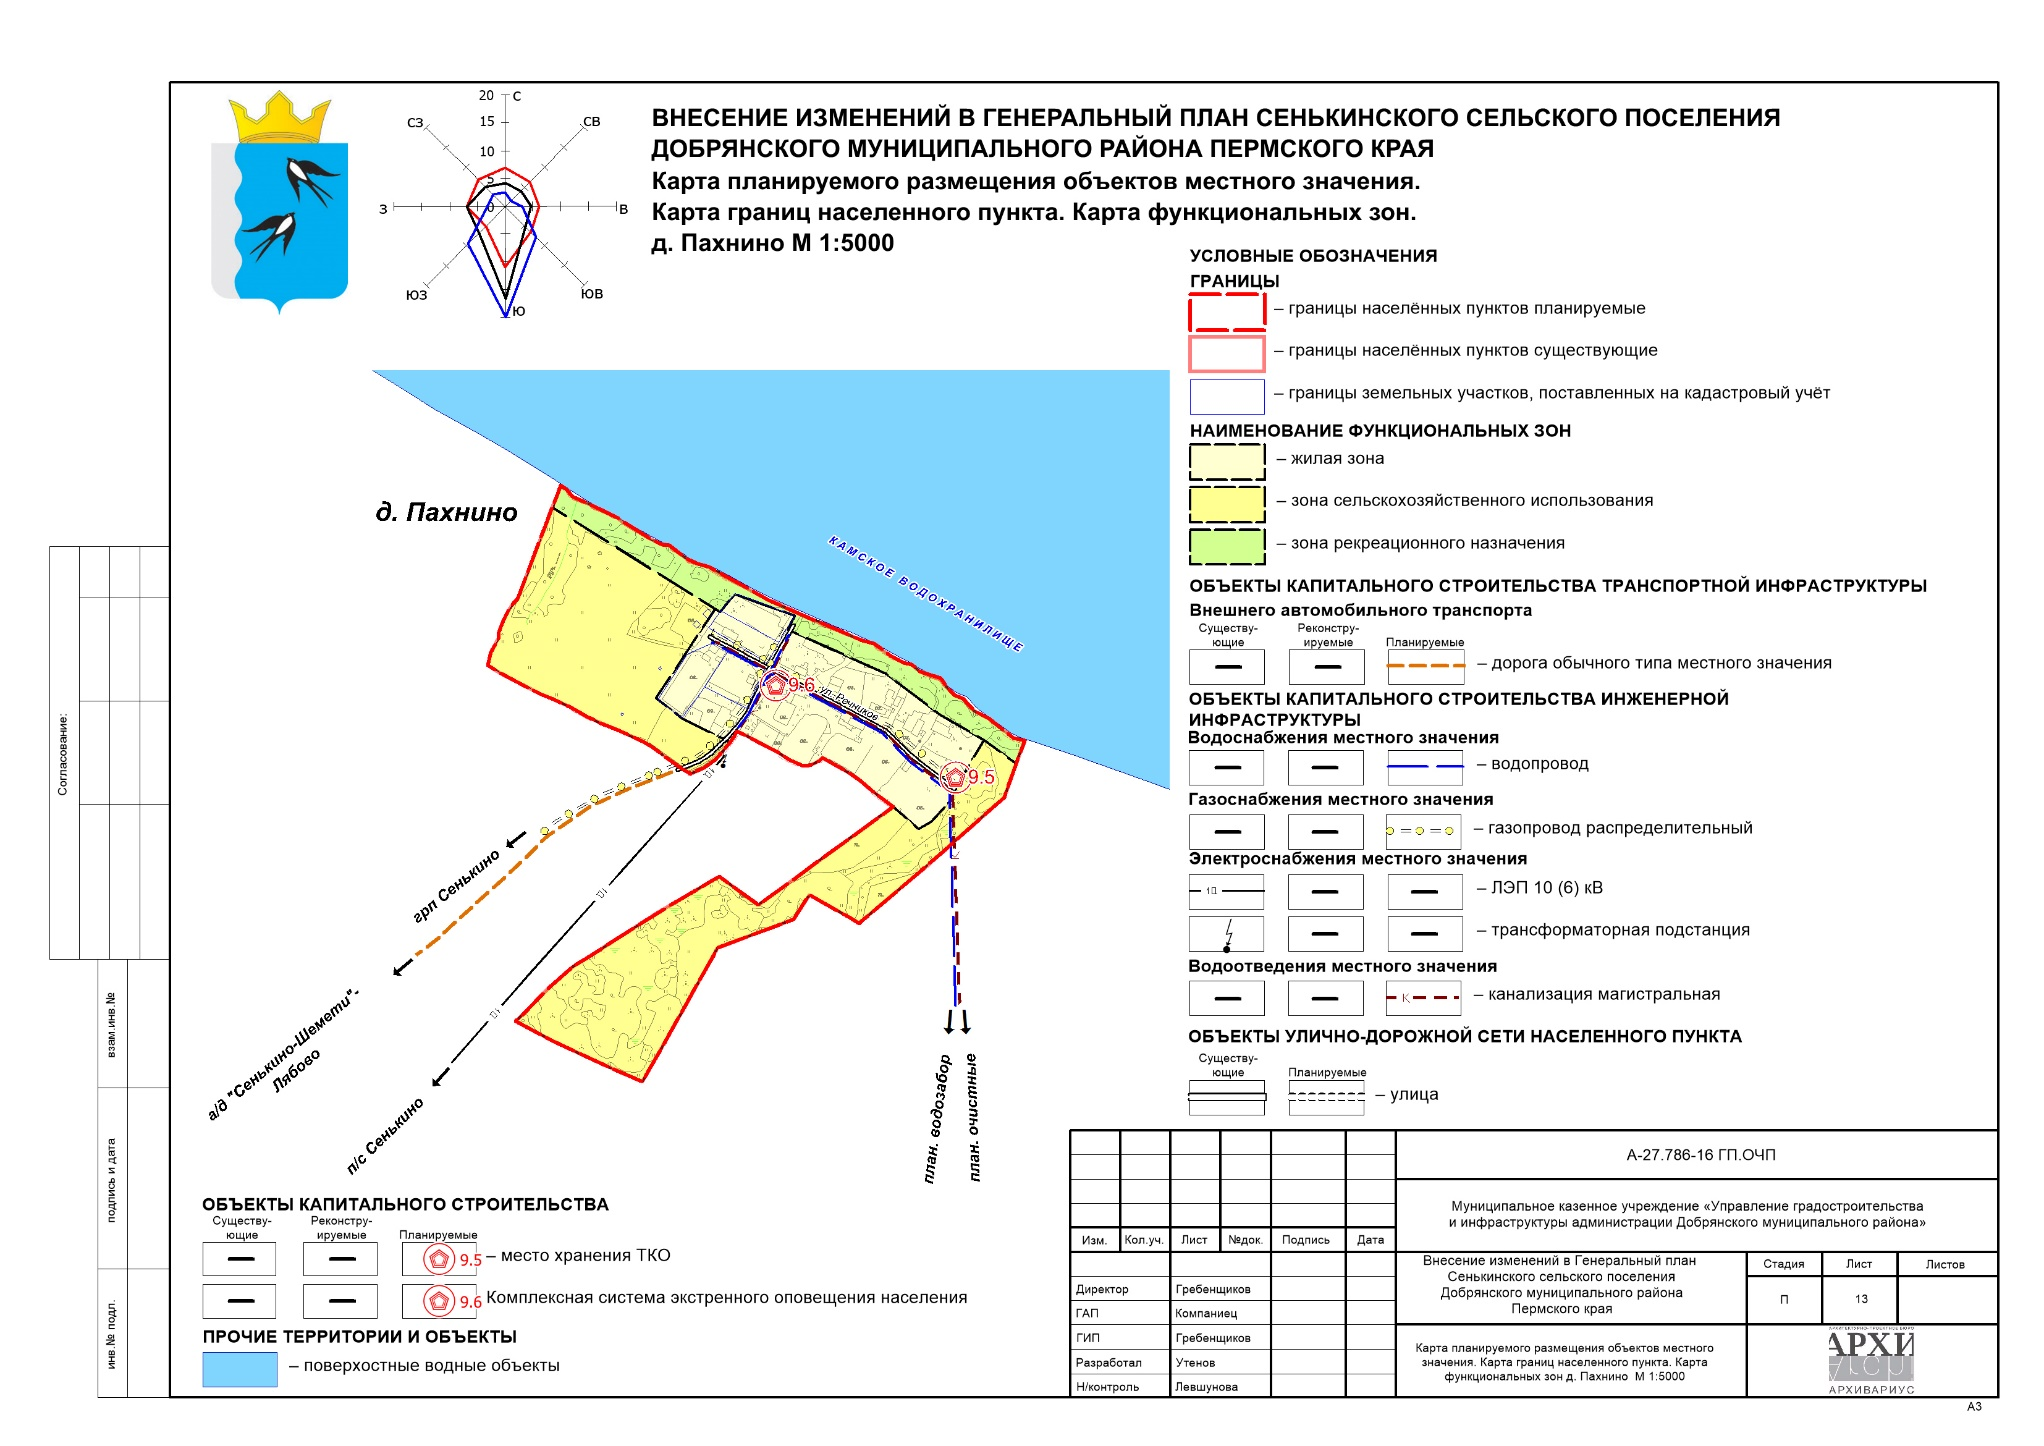 ВНЕСЕНИЕ ИЗМЕНЕНИЙ В ГЕНЕРАЛЬНЫЙ ПЛАН СЕНЬКИНСКОГО СЕЛЬСКОГО ПОСЕЛЕНИЯ
ДОБРЯНСКОГО МУНИЦИПАЛЬНОГО РАЙОНА ПЕРМСКОГО КРАЯ
Карта планируемого размещения объектов местного значения.
Карта границ населенного пункта. Карта функциональных зон.
д. Пахнино М 1:5000
20 С
15
10
5
0
СЗ
СВ
З
В
ЮЗ
ЮВ
Ю
д. Пахнино
КАМСКОЕ ВОДОХРАНИЛИЩЕ
9.6
ул. Речников
9.5
К
10
10
10
грп Сенькино
а/д "Сенькино-Шемети"-
Лябово
п/с Сенькино
план. водозабор
план. очистные
УСЛОВНЫЕ ОБОЗНАЧЕНИЯ
ГРАНИЦЫ
– границы населённых пунктов планируемые
– границы населённых пунктов существующие
– границы земельных участков, поставленных на кадастровый учёт
НАИМЕНОВАНИЕ ФУНКЦИОНАЛЬНЫХ ЗОН
– жилая зона
– зона сельскохозяйственного использования
– зона рекреационного назначения
ОБЪЕКТЫ КАПИТАЛЬНОГО СТРОИТЕЛЬСТВА ТРАНСПОРТНОЙ ИНФРАСТРУКТУРЫ
Внешнего автомобильного транспорта
Существу-
ющие
Реконстру-
ируемые
Планируемые
– дорога обычного типа местного значения
ОБЪЕКТЫ КАПИТАЛЬНОГО СТРОИТЕЛЬСТВА ИНЖЕНЕРНОЙ
ИНФРАСТРУКТУРЫ
Водоснабжения местного значения
– водопровод
Газоснабжения местного значения
– газопровод распределительный
Электроснабжения местного значения
10
– ЛЭП 10 (6) кВ
– трансформаторная подстанция
Водоотведения местного значения
К
– канализация магистральная
ОБЪЕКТЫ УЛИЧНО-ДОРОЖНОЙ СЕТИ НАСЕЛЕННОГО ПУНКТА
Существу-
ющие
Планируемые
– улица
ОБЪЕКТЫ КАПИТАЛЬНОГО СТРОИТЕЛЬСТВА
Существу-
ющие
Реконстру-
ируемые
Планируемые
9.5 – место хранения ТКО
9.6 Комплексная система экстренного оповещения населения
ПРОЧИЕ ТЕРРИТОРИИ И ОБЪЕКТЫ
– поверхостные водные объекты
Согласование:
взам.инв.№
подпись и дата
инв.№ подл.
А-27.786-16 ГП.ОЧП
Муниципальное казенное учреждение «Управление градостроительства
и инфраструктуры администрации Добрянского муниципального района»
Изм. Кол.уч. Лист №док. Подпись Дата
Директор Гребенщиков
ГАП Компаниец
ГИП Гребенщиков
Разработал Утенов
Н/контроль Левшунова
Внесение изменений в Генеральный план
Сенькинского сельского поселения
Добрянского муниципального района
Пермского края
Стадия Лист Листов
П 13
Карта планируемого размещения объектов местного
значения. Карта границ населенного пункта. Карта
функциональных зон д. Пахнино М 1:5000
АРХИ
АРХИВАРИУС
А3